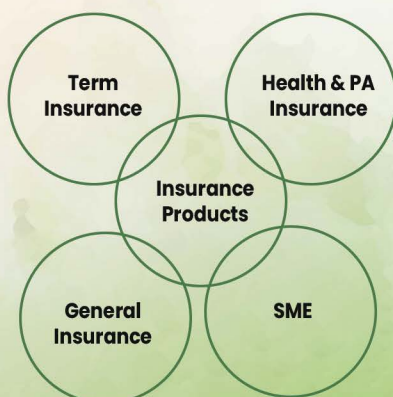 Term
Insurance
Health & PA
Insurance
Insurance
Products
General
Insurance
SME